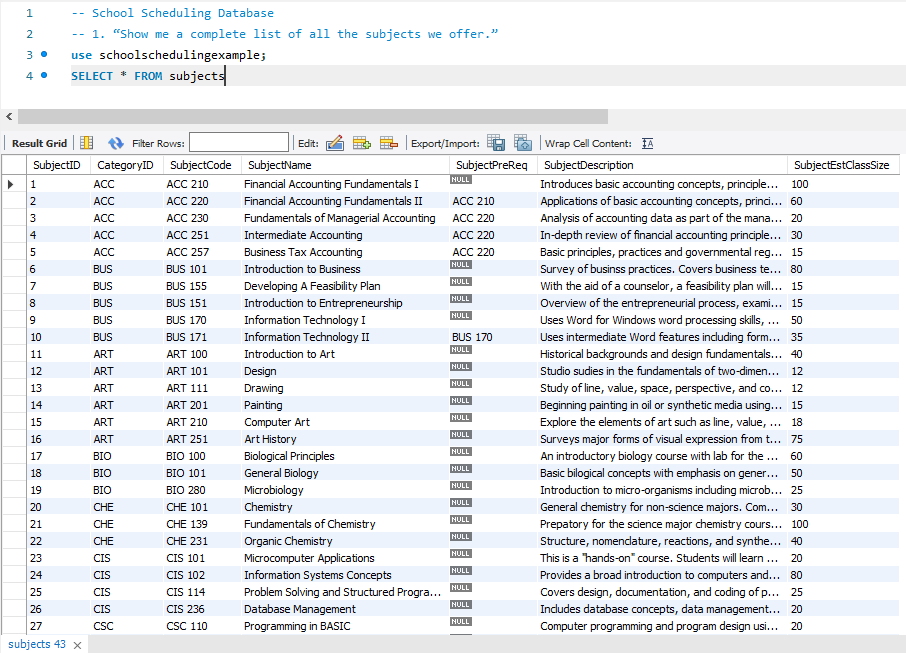 1 -- School Scheduling Database
2 -- 1. “Show me a complete list of all the subjects we offer.”
3 use schoolschedulingexample;
4 SELECT * FROM subjects
Result Grid Filter Rows: Edit: Export/Import: Wrap Cell Content: IA
SubjectID CategoryID SubjectCode SubjectName SubjectPreReq SubjectDescription SubjectEstClassSize
1 ACC ACC 210 Financial Accounting Fundamentals I NULL Introduces basic accounting concepts, principle... 100
2 ACC ACC 220 Financial Accounting Fundamentals II ACC 210 Applications of basic accounting concepts, princi... 60
3 ACC ACC 230 Fundamentals of Managerial Accounting ACC 220 Analysis of accounting data as part of the mana... 20
4 ACC ACC 251 Intermediate Accounting ACC 220 In-depth review of financial accounting principle... 30
5 ACC ACC 257 Business Tax Accounting ACC 220 Basic principles, practices and governmental reg... 15
6 BUS BUS 101 Introduction to Business NULL Survey of businss practices. Covers business te... 80
7 BUS BUS 155 Developing A Feasibility Plan NULL With the aid of a counselor, a feasibility plan will... 15
8 BUS BUS 151 Introduction to Entrepreneurship NULL Overview of the entrepreneurial process, exami... 15
9 BUS BUS 170 Information Technology I NULL Uses Word for Windows word processing skills, ... 50
10 BUS BUS 171 Information Technology II BUS 170 Uses intermediate Word features including form... 35
11 ART ART 100 Introduction to Art NULL Historical backgrounds and design fundamentals... 40
12 ART ART 101 Design NULL Studio sudies in the fundamentals of two-dimen... 12
13 ART ART 111 Drawing NULL Study of line, value, space, perspective, and co... 12
14 ART ART 201 Painting NULL Beginning painting in oil or synthetic media using... 15
15 ART ART 210 Computer Art NULL Explore the elements of art such as line, value, ... 18
16 ART ART 251 Art History NULL Surveys major forms of visual expression from t... 75
17 BIO BIO 100 Biological Principles NULL An introductory biology course with lab for the ... 60
18 BIO BIO 101 General Biology NULL Basic bilogical concepts with emphasis on gener... 50
19 BIO BIO 280 Microbiology NULL Introduction to micro-organisms including microb... 25
20 CHE CHE 101 Chemistry NULL General chemistry for non-science majors. Com... 30
21 CHE CHE 139 Fundamentals of Chemistry NULL Prepatory for the science major chemistry cours... 100
22 CHE CHE 231 Organic Chemistry NULL Structure, nomenclature, reactions, and synthe... 40
23 CIS CIS 101 Microcomputer Applications NULL This is a "hands-on" course. Students will learn ... 20
24 CIS CIS 102 Information Systems Concepts NULL Provides a broad introduction to computers and... 80
25 CIS CIS 114 Problem Solving and Structured Progra... NULL Covers design, documentation, and coding of p... 25
26 CIS CIS 236 Database Management NULL Includes database concepts, data management... 20
27 CSC CSC 110 Programming in BASIC NULL Computer programming and program design usi... 20
subjects 43